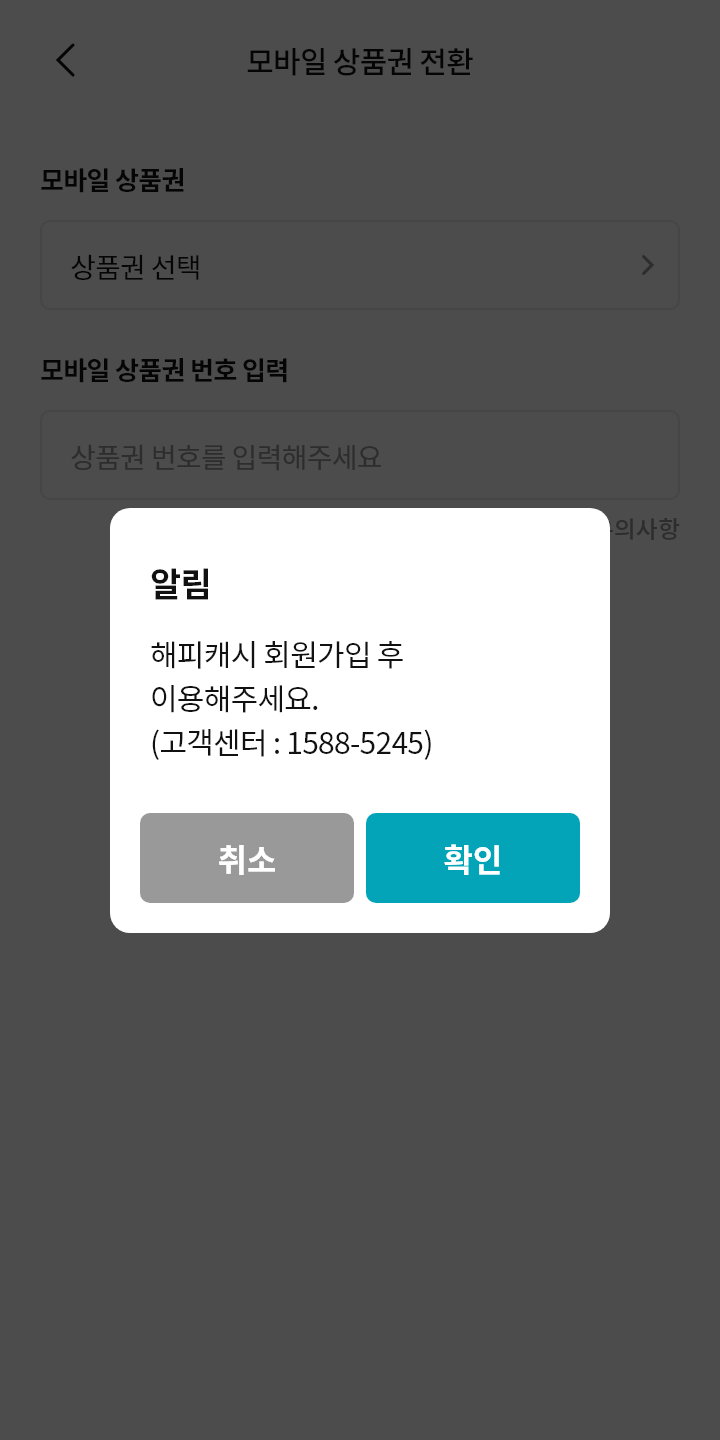 모바일 상품권 전환
모바일 상품권
상품권 선택
모바일 상품권 번호 입력
상품권 번호를 입력해주세요
의사항
알림
해피캐시 회원가입 후
이용해주세요.
(고객센터 : 1588-5245)
취소
확인